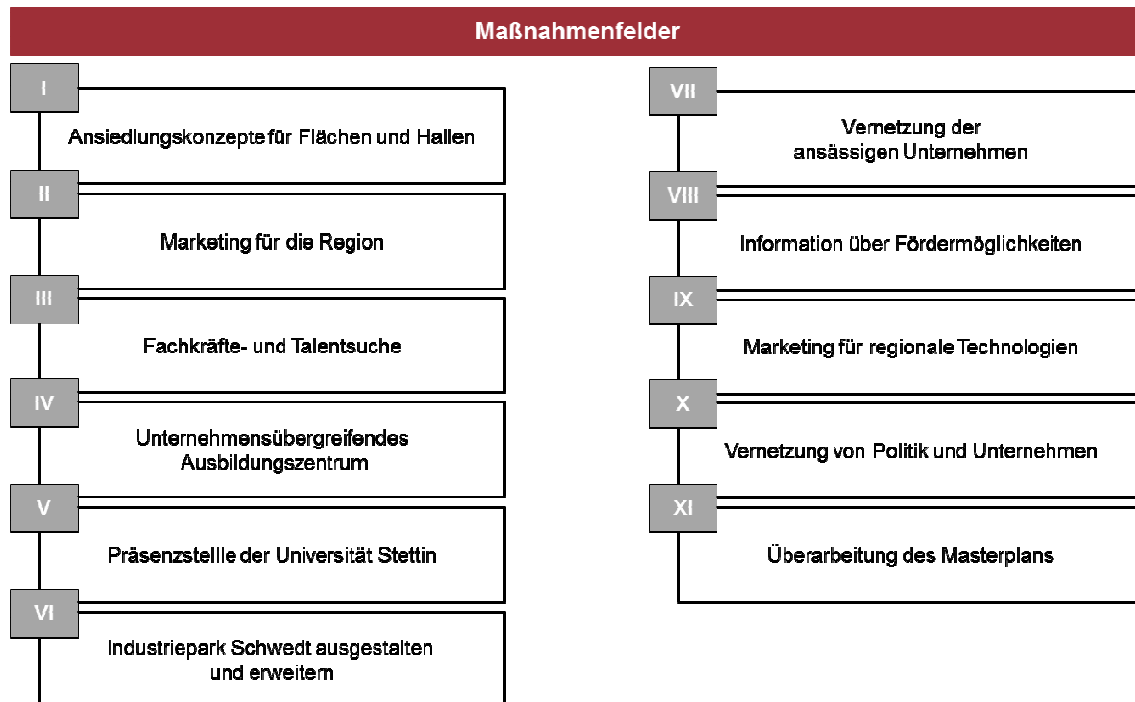 Maßnahmenfelder
I
Ansiedlungskonzepte für Flächen und Hallen
II
Marketing für die Region
III
Fachkräfte- und Talentsuche
IV
Unternehmensübergreifendes
Ausbildungszentrum
V
Präsenzstellle der Universität Stettin
VI
Industriepark Schwedt ausgestalten
und erweitern
VII
Vernetzung der
ansässigen Unternehmen
VIII
Information über Fördermöglichkeiten
IX
Marketing für regionale Technologien
X
Vernetzung von Politik und Unternehmen
XI
Überarbeitung des Masterplans